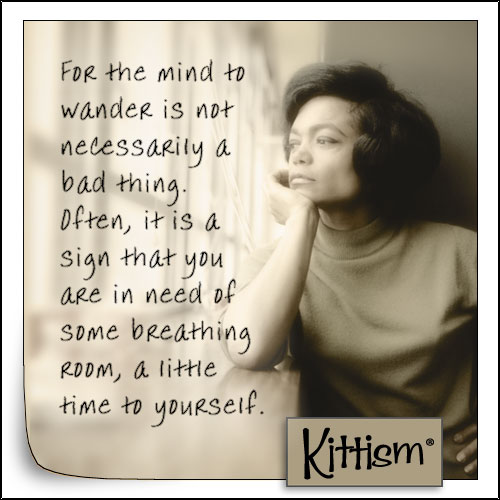 For the mind to
wander is not
necessarily a
bad thing.
Often, it is a
sign that you
are in need of
some breathing
room, a little
time to yourself.
Kittism®